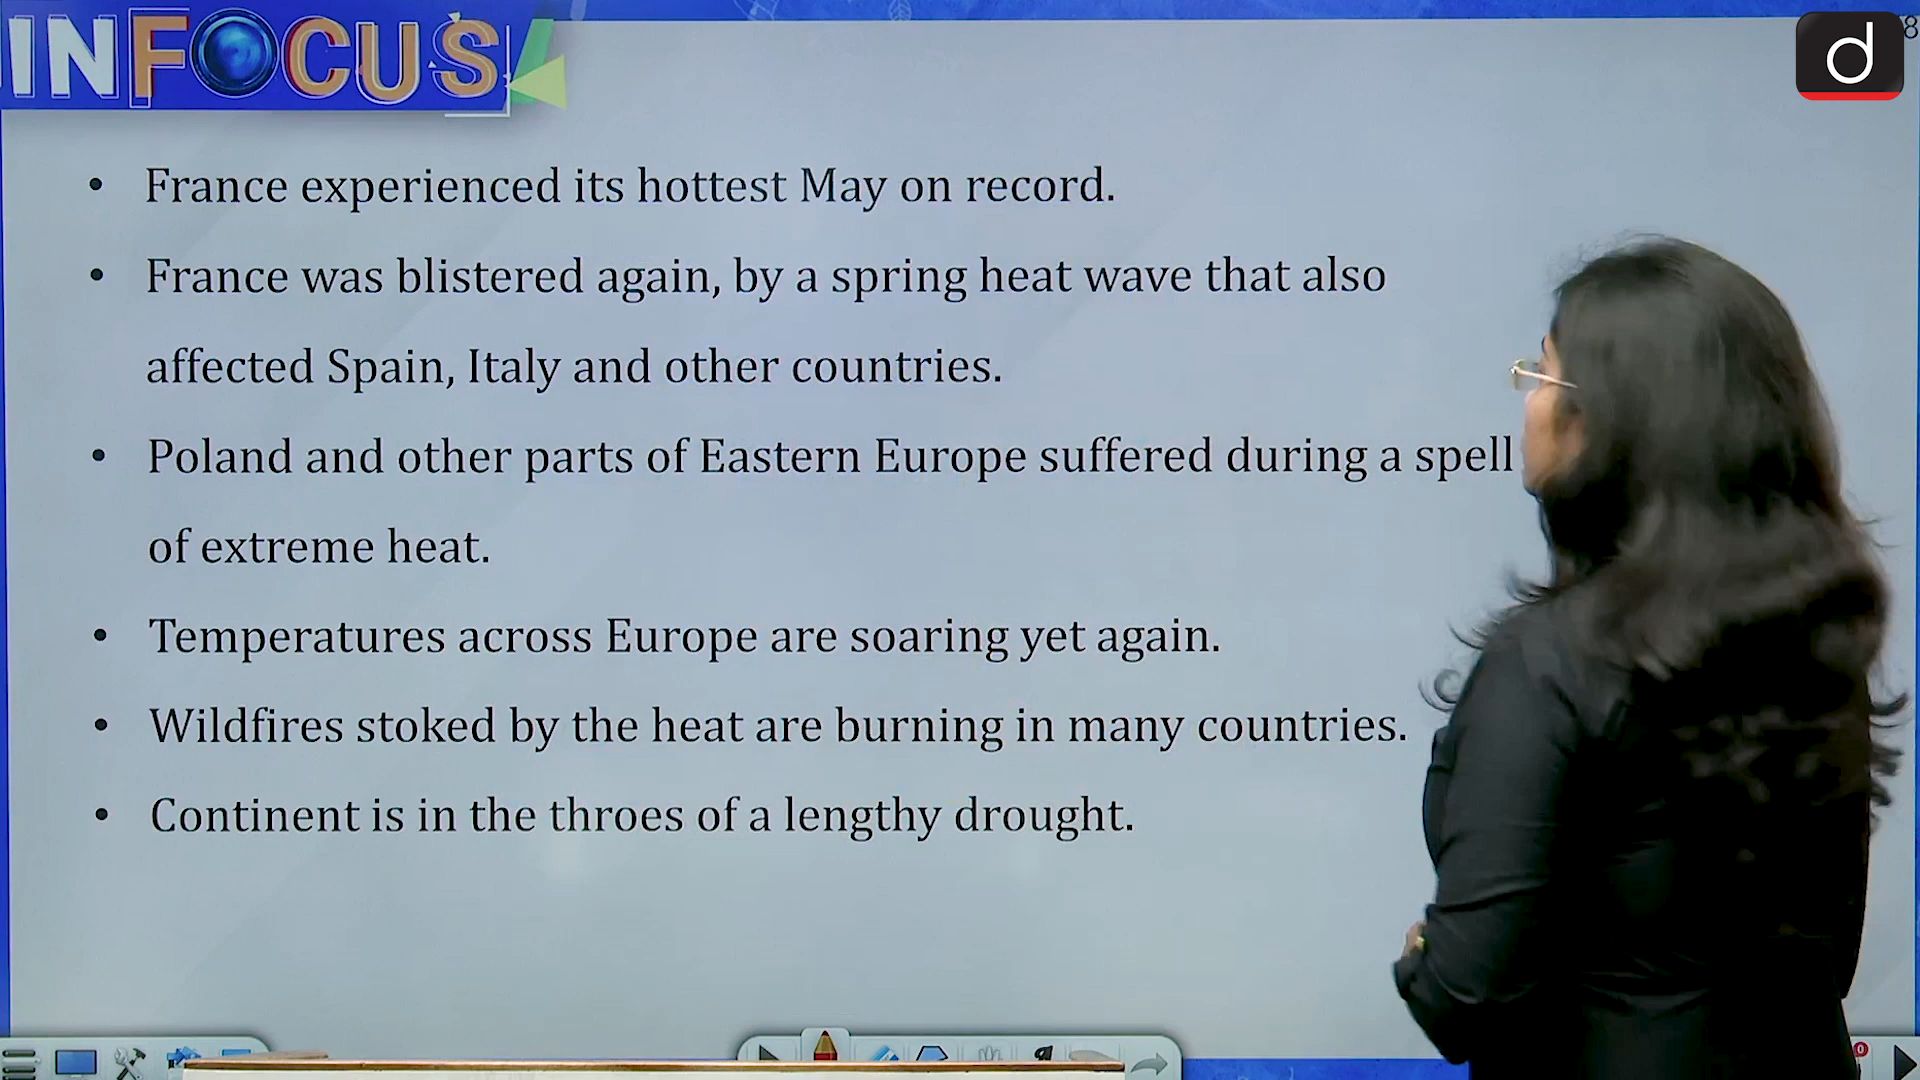 INFOCUS
d
8
• France experienced its hottest May on record.
• France was blistered again, by a spring heat wave that also
affected Spain, Italy and other countries.
• Poland and other parts of Eastern Europe suffered during a spell
of extreme heat.
• Temperatures across Europe are soaring yet again.
• Wildfires stoked by the heat are burning in many countries.
• Continent is in the throes of a lengthy drought.
0